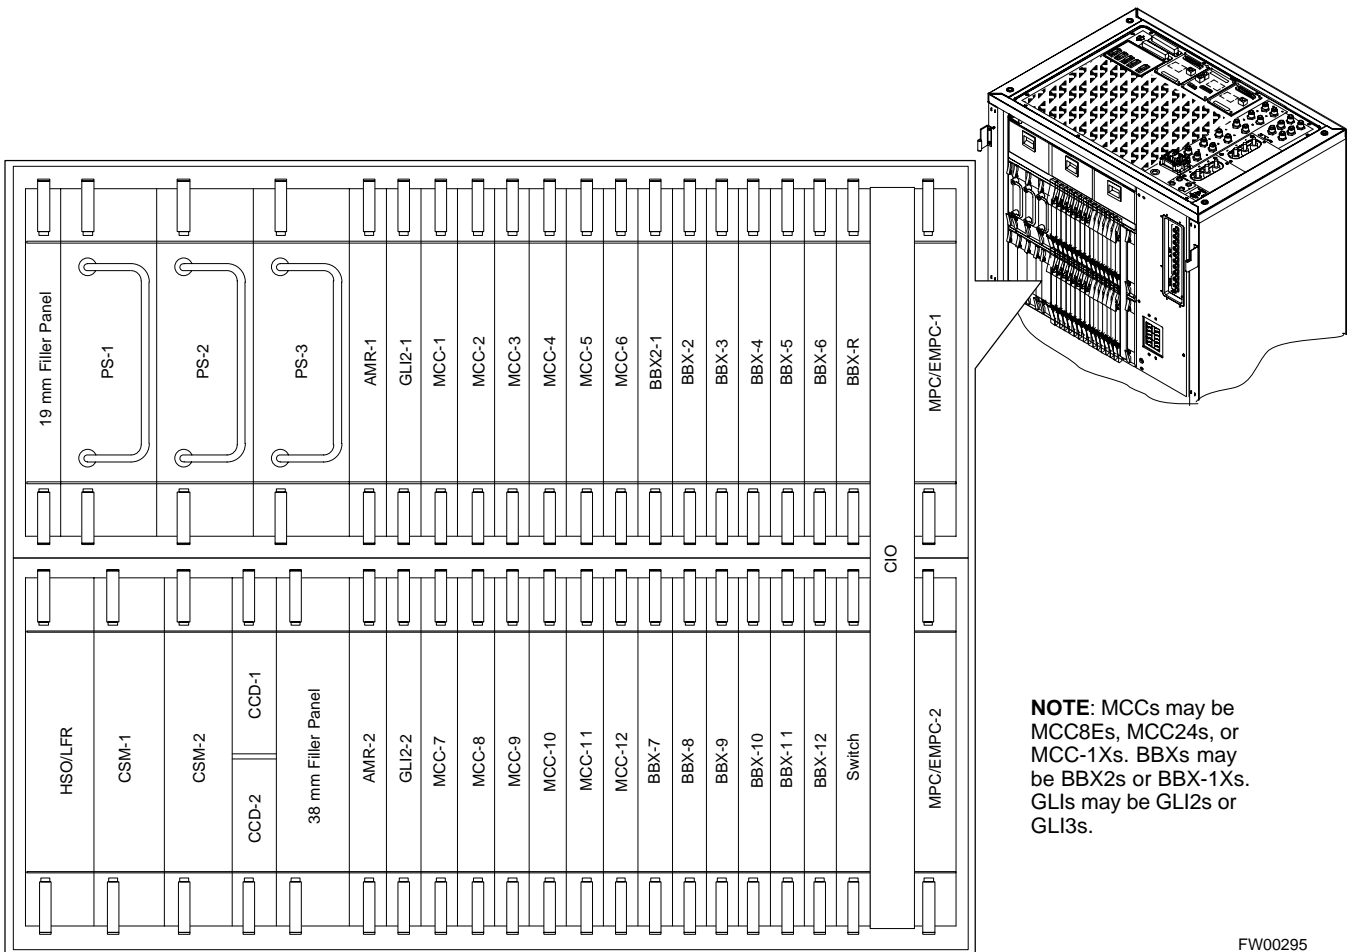 19 mm Filler Panel
PS-1
PS-2
PS-3
AMR-1
GLI2-1
MCC-1
MCC-2
MCC-3
MCC-4
MCC-5
MCC-6
BBX2-1
BBX-2
BBX-3
BBX-4
BBX-5
BBX-6
BBX-R
CIO
MPC/EMPC-1
HSO/LFR
CSM-1
CSM-2
CCD-1
CCD-2
38 mm Filler Panel
AMR-2
GLI2-2
MCC-7
MCC-8
MCC-9
MCC-10
MCC-11
MCC-12
BBX-7
BBX-8
BBX-9
BBX-10
BBX-11
BBX-12
Switch
MPC/EMPC-2
NOTE: MCCs may be
MCC8Es, MCC24s, or
MCC-1Xs. BBXs may
be BBX2s or BBX-1Xs.
GLIs may be GLI2s or
GLI3s.
FW00295